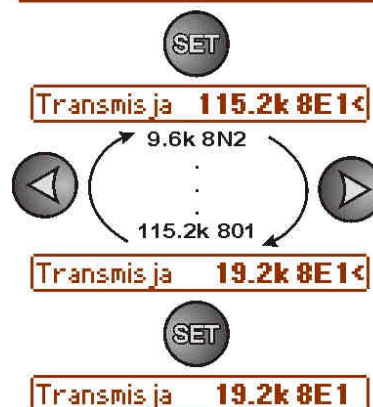 SET
Transmisja 115.2k 8E1<
9.6k 8N2
.
.
.
115.2k 801
Transmisja 19.2k 8E1<
SET
Transmisja 19.2k 8E1